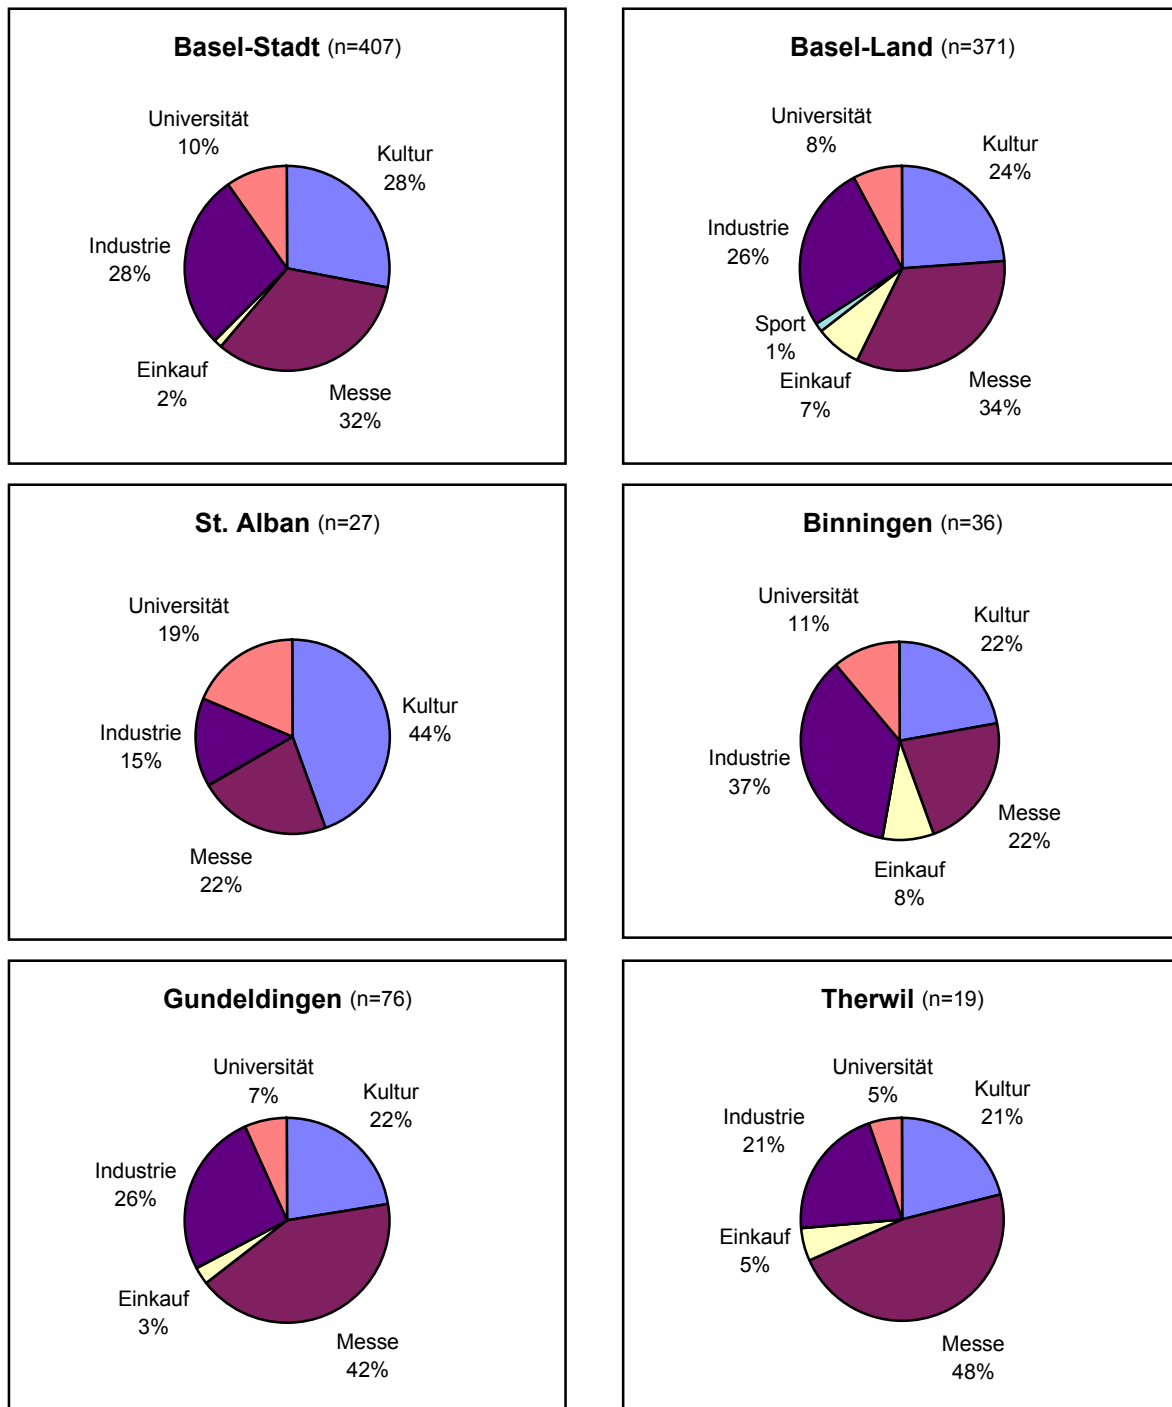 Basel-Stadt (n=407)
Universität
10%
Kultur
28%
Industrie
28%
Einkauf
2%
Messe
32%
Basel-Land (n=371)
Universität
8%
Kultur
24%
Industrie
26%
Sport
1%
Einkauf
7%
Messe
34%
St. Alban (n=27)
Universität
19%
Kultur
44%
Industrie
15%
Messe
22%
Binningen (n=36)
Universität
11%
Kultur
22%
Industrie
37%
Messe
22%
Einkauf
8%
Gundeldingen (n=76)
Universität
7%
Kultur
22%
Industrie
26%
Einkauf
3%
Messe
42%
Therwil (n=19)
Universität
5%
Kultur
21%
Industrie
21%
Einkauf
5%
Messe
48%